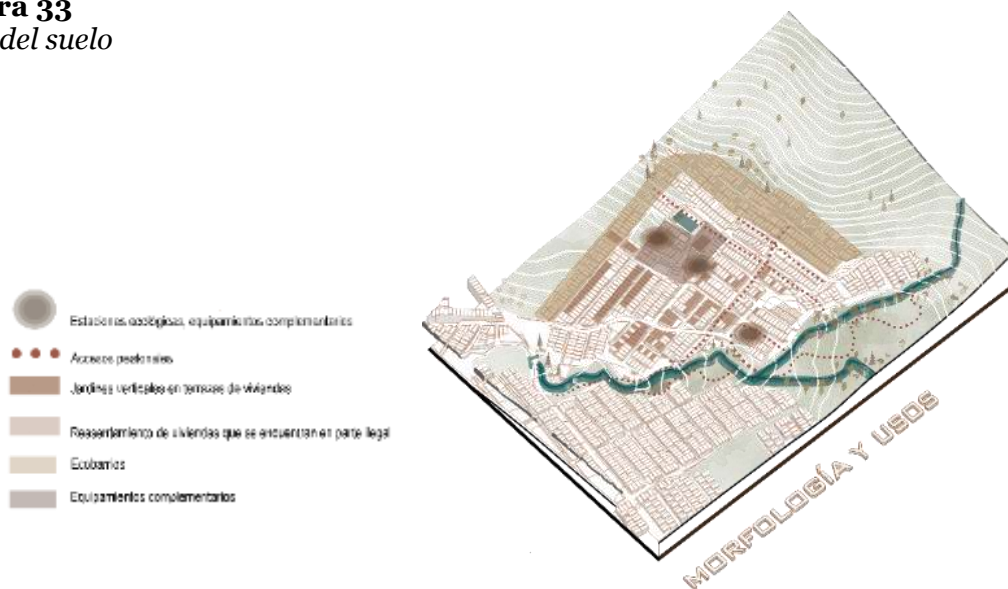 ra 33
del suelo
Estaciones ecológicas, equipamientos complementarios
Accesos peatonales
Jardines verticales en terrazas de viviendas
Reasentamiento de viviendas que se encuentran en parte ilegal
Ecobarrios
Equipamientos complementarios
MORFOLOGÍA Y USOS